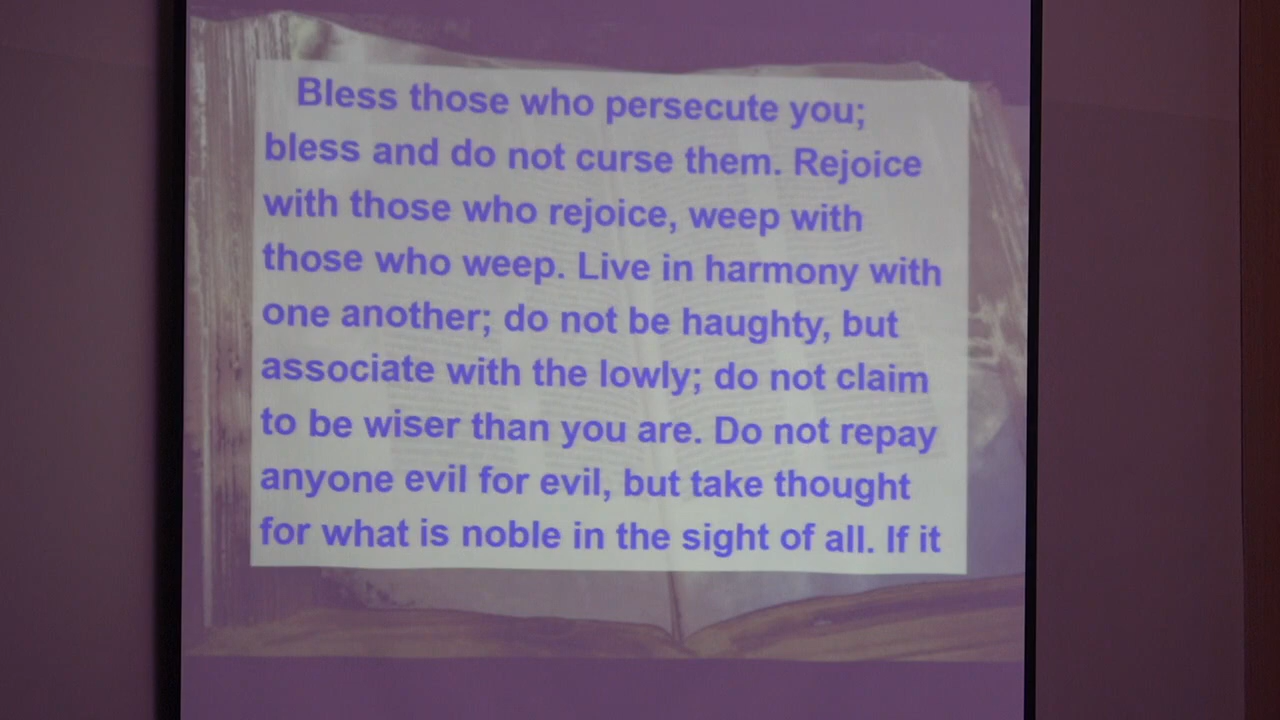 Bless those who persecute you;
bless and do not curse them. Rejoice
with those who rejoice, weep with
those who weep. Live in harmony with
one another; do not be haughty, but
associate with the lowly; do not claim
to be wiser than you are. Do not repay
anyone evil for evil, but take thought
for what is noble in the sight of all. If it